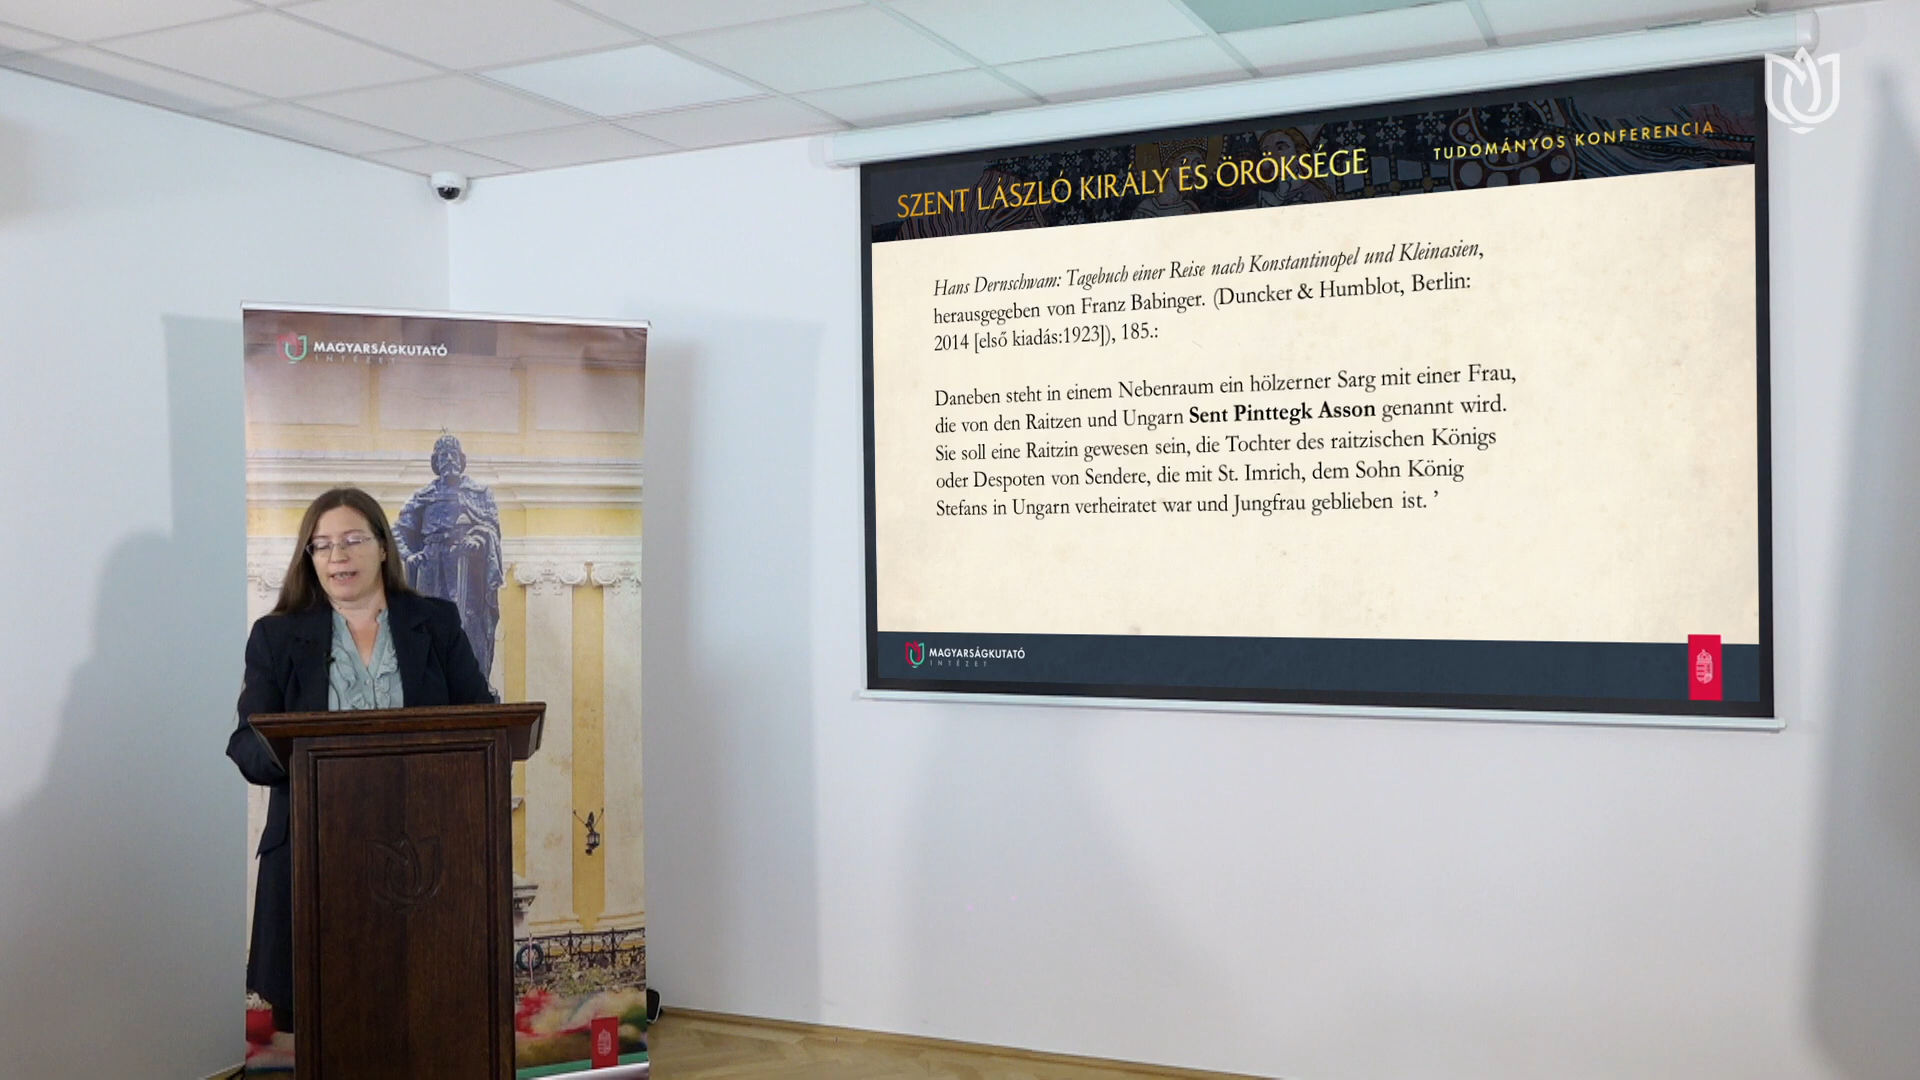 SZENT LÁSZLÓ KIRÁLY ÉS ÖRÖKSÉGE
TUDOMÁNYOS KONFERENCIA
Hans Dernschwam: Tagebuch einer Reise nach Konstantinopel und Kleinasien,
herausgegeben von Franz Babinger. (Duncker & Humblot, Berlin:
2014 [első kiadás:1923]), 185.:
Daneben steht in einem Nebenraum ein hölzerner Sarg mit einer Frau,
die von den Raitzen und Ungarn Sent Pinttegk Asson genannt wird.
Sie soll eine Raitzin gewesen sein, die Tochter des raitzischen Königs
oder Despoten von Sendere, die mit St. Imrich, dem Sohn König
Stefans in Ungarn verheiratet war und Jungfrau geblieben ist. ’
MAGYARSÁGKUTATÓ
INTÉZET
MAGYARSÁGKUTATÓ
INTÉZET